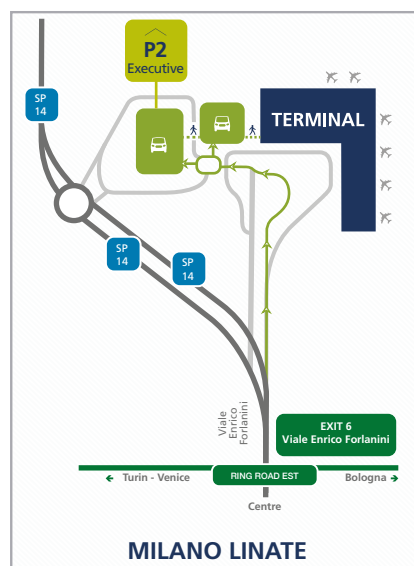 P2
Executive
SP
14
TERMINAL
SP
14
SP
14
Viale
Enrico
Forlanini
EXIT 6
Viale Enrico Forlanini
Turin - Venice
RING ROAD EST
Bologna
Centre
MILANO LINATE